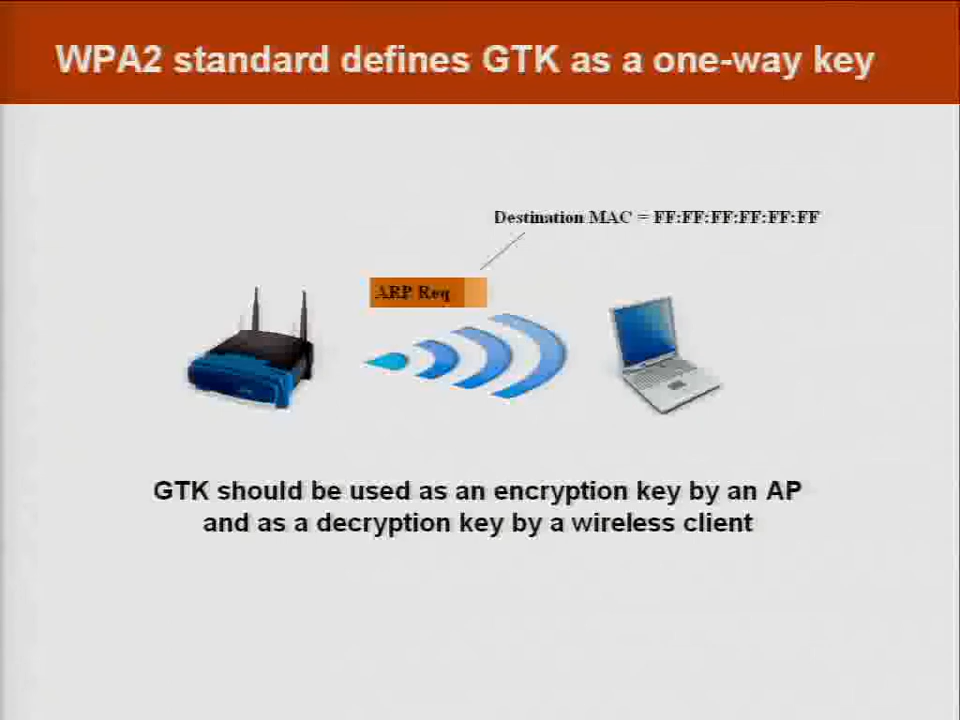 WPA2 standard defines GTK as a one-way key
Destination MAC = FF:FF:FF:FF:FF:FF
ARP Req
GTK should be used as an encryption key by an AP
and as a decryption key by a wireless client